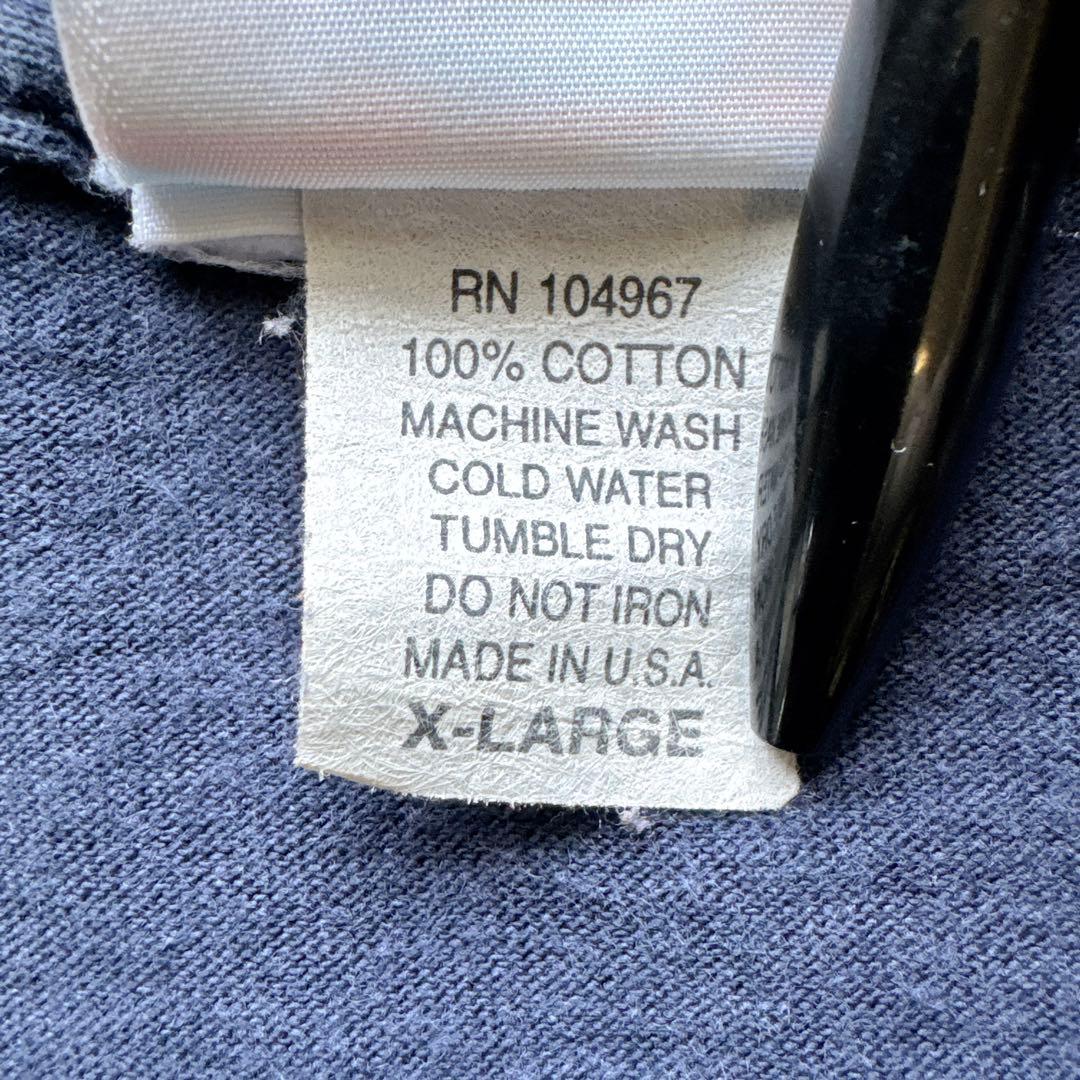 RN 104967
100% COTTON
MACHINE WASH
COLD WATER
TUMBLE DRY
DO NOT IRON
MADE IN U.S.A.
X-LARGE